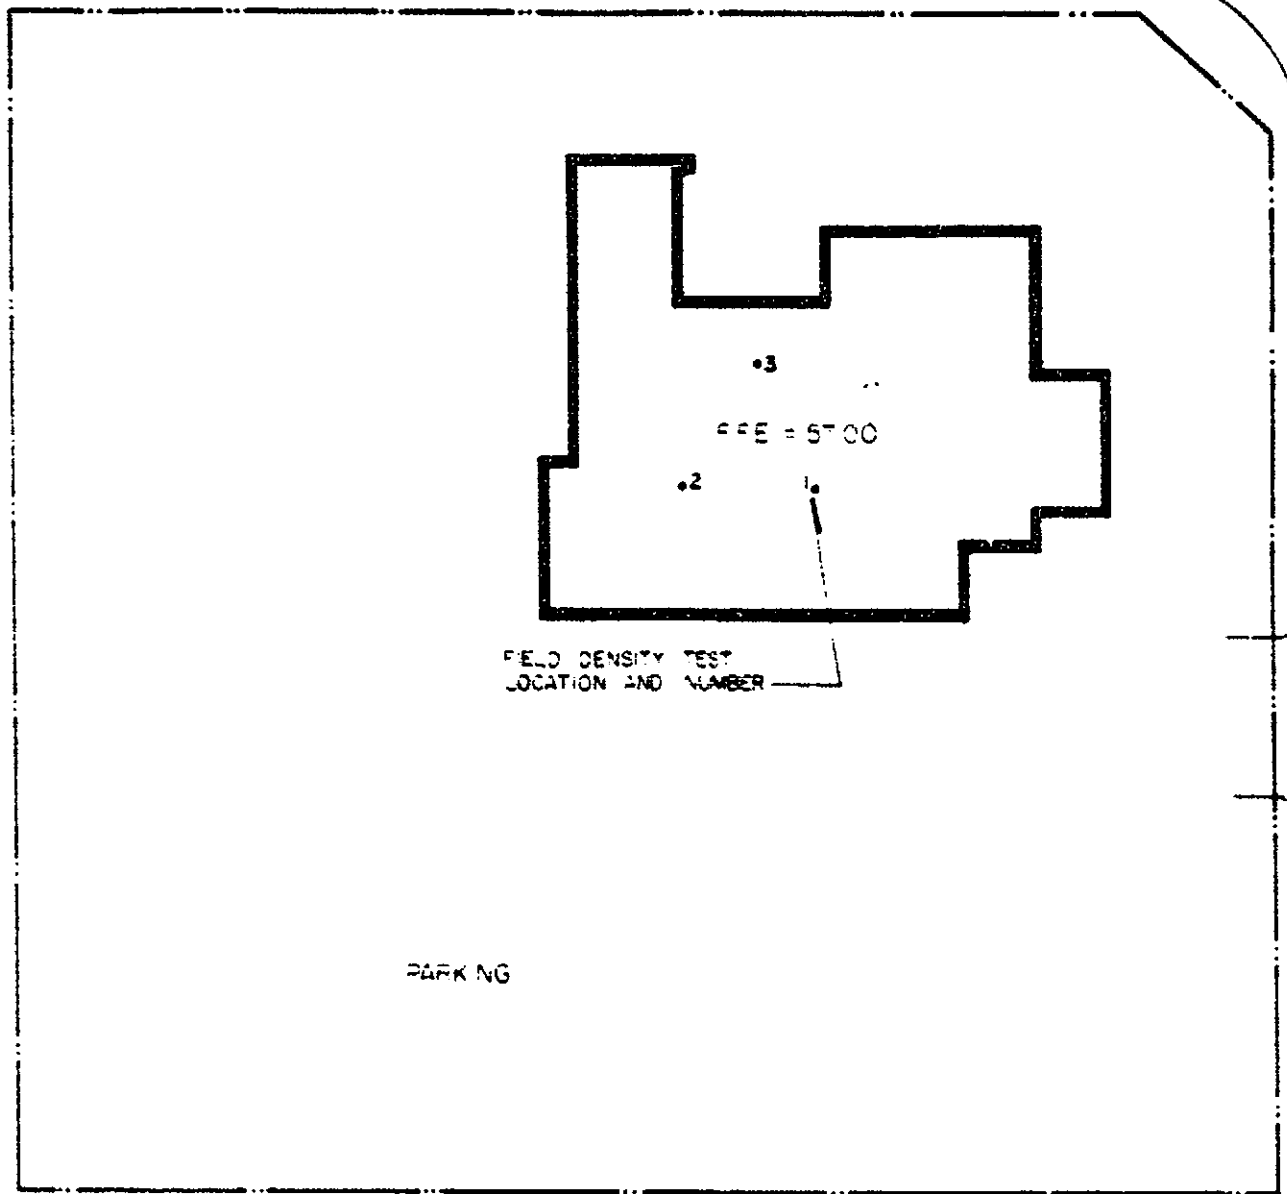 •3
FFE = 57.00
•2
1•
FIELD DENSITY TEST
LOCATION AND NUMBER
PARKING